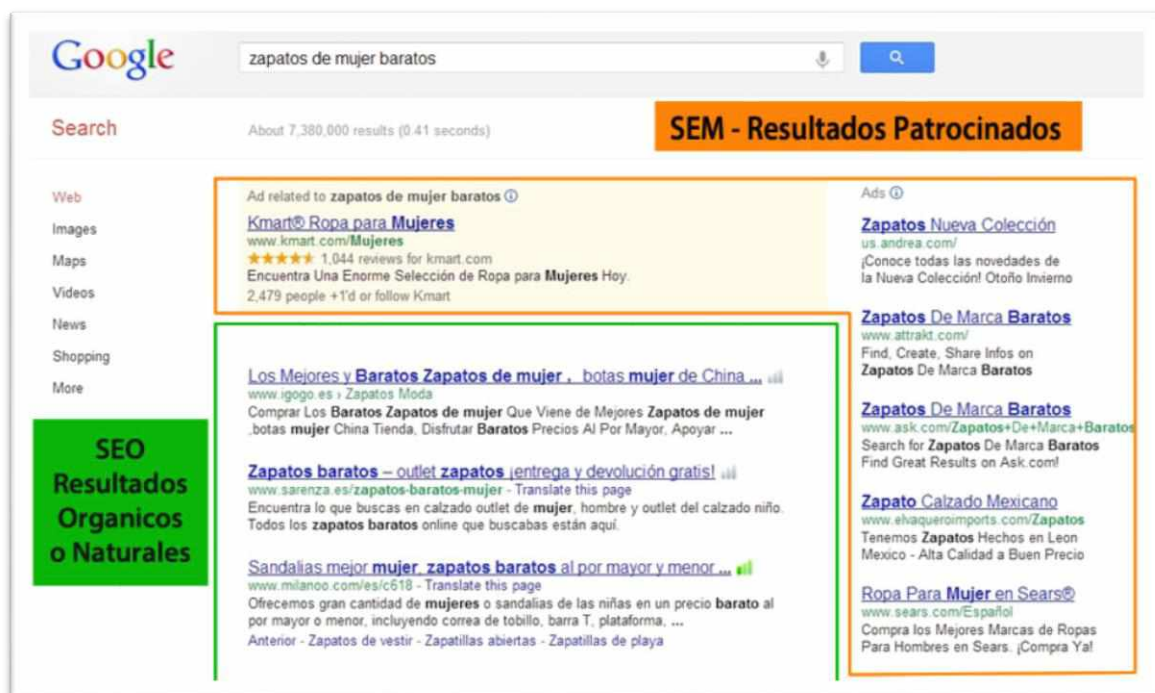 Google
zapatos de mujer baratos
Search
About 7,380,000 results (0.41 seconds)
SEM - Resultados Patrocinados
Web
Images
Maps
Videos
News
Shopping
More
SEO
Resultados
Organicos
o Naturales
Ad related to zapatos de mujer baratos
Kmart® Ropa para Mujeres
www.kmart.com/Mujeres
1,044 reviews for kmart.com
Encuentra Una Enorme Selección de Ropa para Mujeres Hoy.
2,479 people +1'd or follow Kmart
Los Mejores y Baratos Zapatos de mujer , botas mujer de China ...
www.igogo.es › Zapatos Moda
Comprar Los Baratos Zapatos de mujer Que Viene de Mejores Zapatos de mujer
,botas mujer China Tienda, Disfrutar Baratos Precios Al Por Mayor, Apoyar ...
Zapatos baratos – outlet zapatos ¡entrega y devolución gratis!
www.sarenza.es/zapatos-baratos-mujer - Translate this page
Encuentra lo que buscas en calzado outlet de mujer, hombre y outlet del calzado niño.
Todos los zapatos baratos online que buscabas están aquí.
Sandalias mejor mujer, zapatos baratos al por mayor y menor ...
www.milanoo.com/es/c618 - Translate this page
Ofrecemos gran cantidad de mujeres o sandalias de las niñas en un precio barato al
por mayor o menor, incluyendo correa de tobillo, barra T, plataforma, ...
Anterior - Zapatos de vestir - Zapatillas abiertas - Zapatillas de playa
Ads
Zapatos Nueva Colección
us.andrea.com/
¡Conoce todas las novedades de
la Nueva Colección! Otoño Invierno
Zapatos De Marca Baratos
www.attrakt.com/
Find, Create, Share Infos on
Zapatos De Marca Baratos
Zapatos De Marca Baratos
www.ask.com/Zapatos+De+Marca+Baratos
Search for Zapatos De Marca Baratos
Find Great Results on Ask.com!
Zapato Calzado Mexicano
www.elvaqueroimports.com/Zapatos
Tenemos Zapatos Hechos en Leon
Mexico - Alta Calidad a Buen Precio
Ropa Para Mujer en Sears®
www.sears.com/Español
Compra los Mejores Marcas de Ropas
Para Hombres en Sears. ¡Compra Ya!